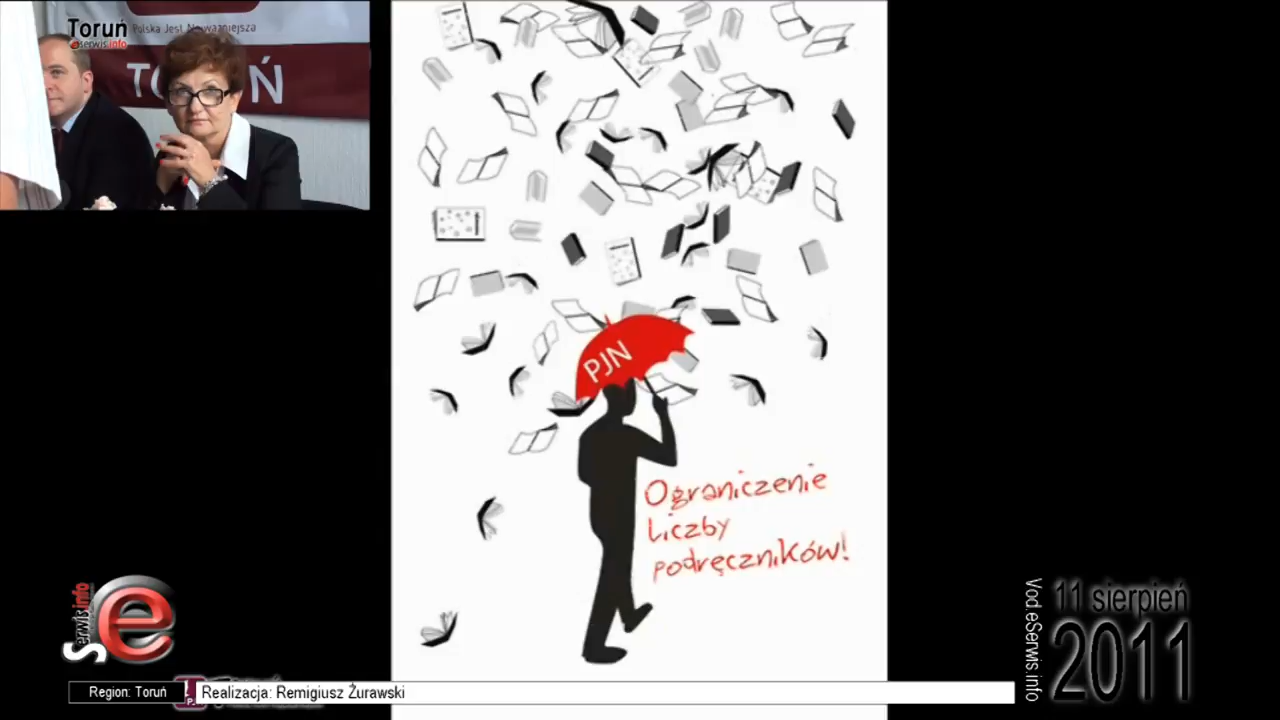 Toruń
eSerwis.info
Polska Jest Najważniejsza
TO Ń
PJN
Ograniczenie
Liczby
podręczników!
eSerwis.info
e
Vod.eSerwis.info
11 sierpień
2011
Region: Toruń
Realizacja: Remigiusz Żurawski